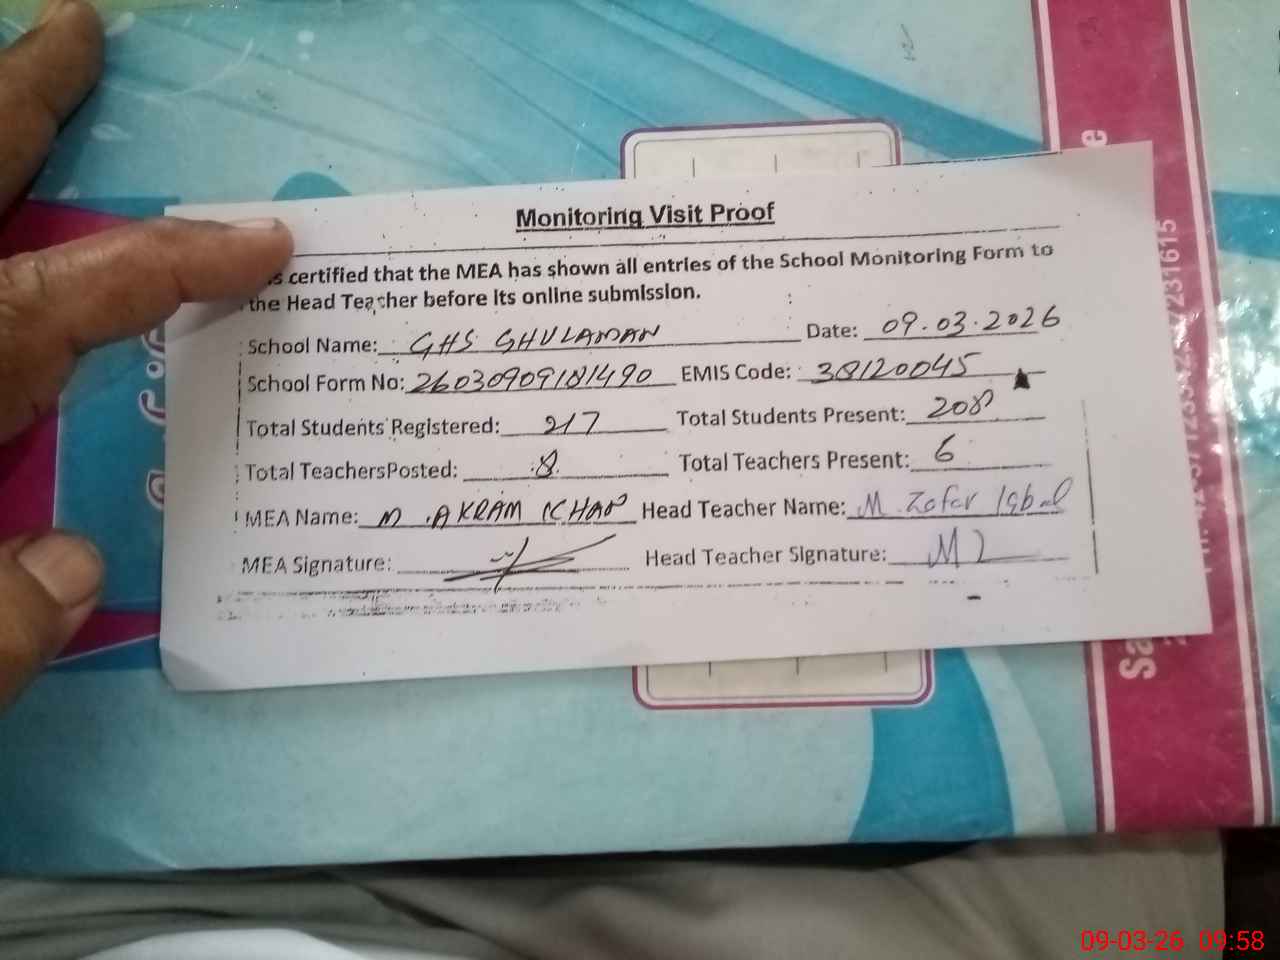 Monitoring Visit Proof
certified that the MEA has shown all entries of the School Monitoring Form to
the Head Teacher before its online submission.
School Name: GHS GHULAMAN Date: 09.03.2026
School Form No: 26030909181490 EMIS Code: 38120045
Total Students Registered: 217 Total Students Present: 208
Total TeachersPosted: 8 Total Teachers Present: 6
MEA Name: M. AKRAM KHAN Head Teacher Name: M. Zafar Iqbal
MEA Signature: Head Teacher Signature:
231615
09-03-26 09:58